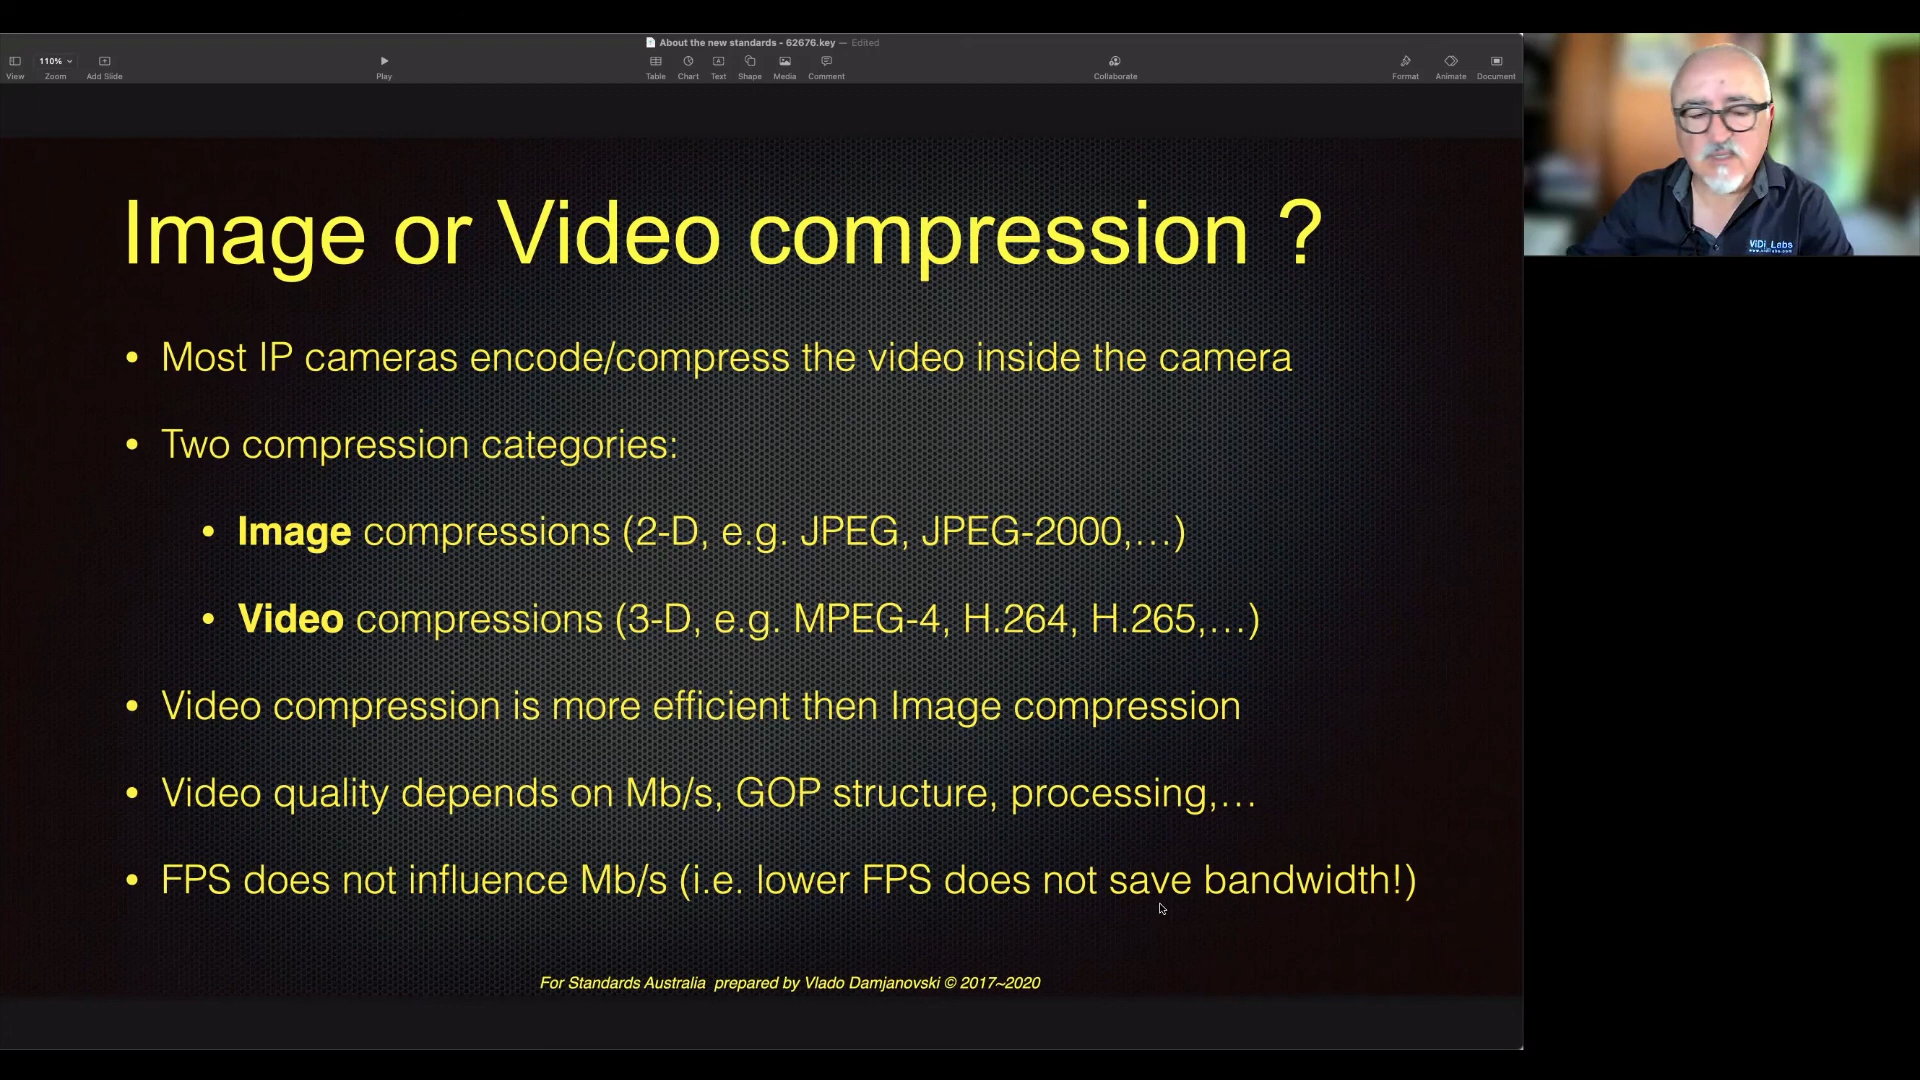 About the new standards - 62676.key — Edited
110%
View
Zoom
Add Slide
Play
Table
Chart
Text
Shape
Media
Comment
Collaborate
Format
Animate
Document
Image or Video compression ?
• Most IP cameras encode/compress the video inside the camera
• Two compression categories:
• Image compressions (2-D, e.g. JPEG, JPEG-2000,…)
• Video compressions (3-D, e.g. MPEG-4, H.264, H.265,…)
• Video compression is more efficient then Image compression
• Video quality depends on Mb/s, GOP structure, processing,…
• FPS does not influence Mb/s (i.e. lower FPS does not save bandwidth!)
For Standards Australia prepared by Vlado Damjanovski © 2017~2020
ViDi Labs